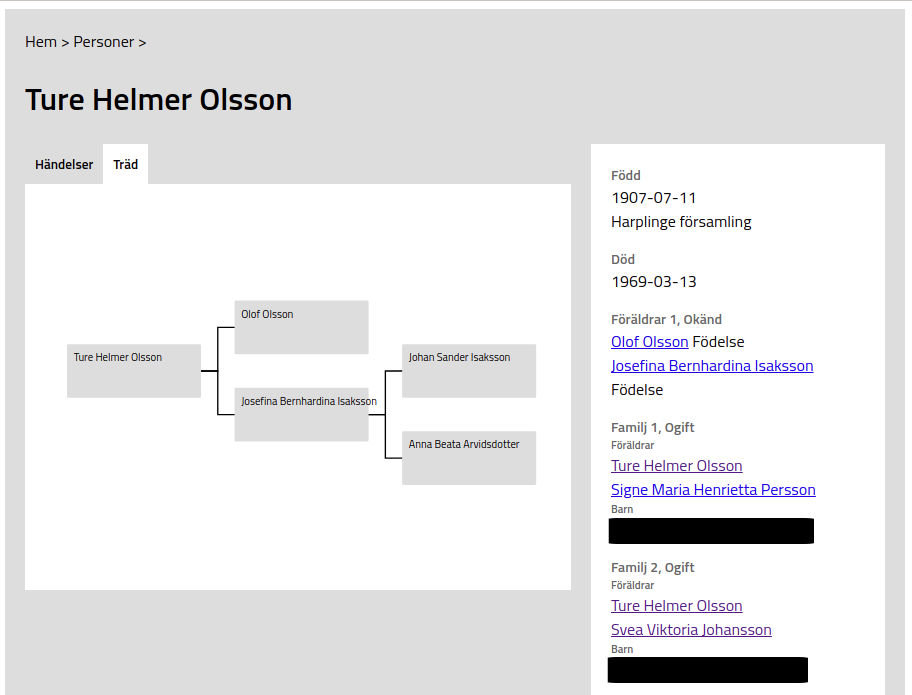 Hem > Personer >
Ture Helmer Olsson
Händelser
Träd
Ture Helmer Olsson
Olof Olsson
Josefina Bernhardina Isaksson
Johan Sander Isaksson
Anna Beata Arvidsdotter
Född
1907-07-11
Harplinge församling
Död
1969-03-13
Föräldrar 1, Okänd
Olof Olsson Födelse
Josefina Bernhardina Isaksson
Födelse
Familj 1, Ogift
Föräldrar
Ture Helmer Olsson
Signe Maria Henrietta Persson
Barn
Familj 2, Ogift
Föräldrar
Ture Helmer Olsson
Svea Viktoria Johansson
Barn